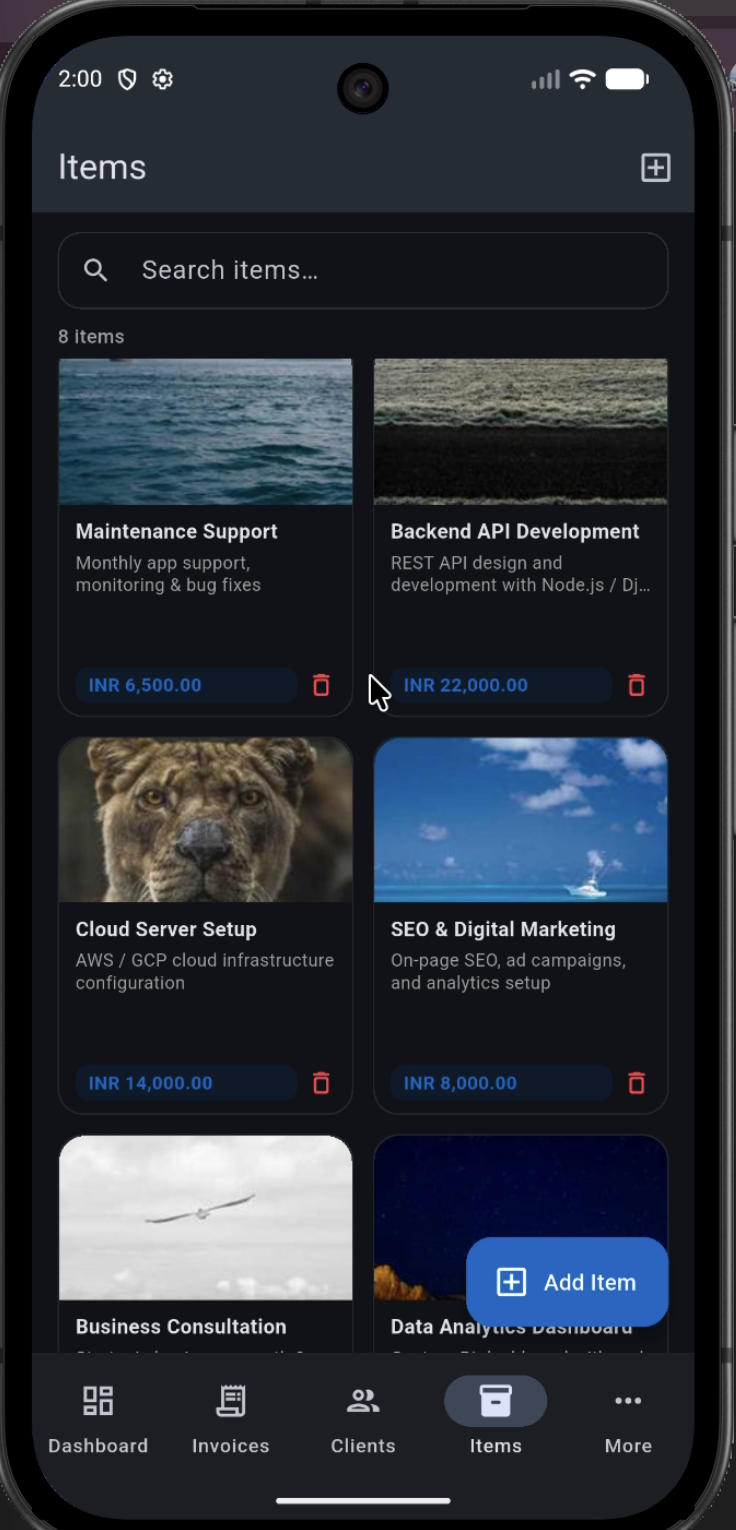 2:00
Items
Search items…
8 items
Maintenance Support
Monthly app support,
monitoring & bug fixes
INR 6,500.00
Backend API Development
REST API design and
development with Node.js / Dj…
INR 22,000.00
Cloud Server Setup
AWS / GCP cloud infrastructure
configuration
INR 14,000.00
SEO & Digital Marketing
On-page SEO, ad campaigns,
and analytics setup
INR 8,000.00
Business Consultation
Data Analytics Dashboard
Add Item
Dashboard
Invoices
Clients
Items
More